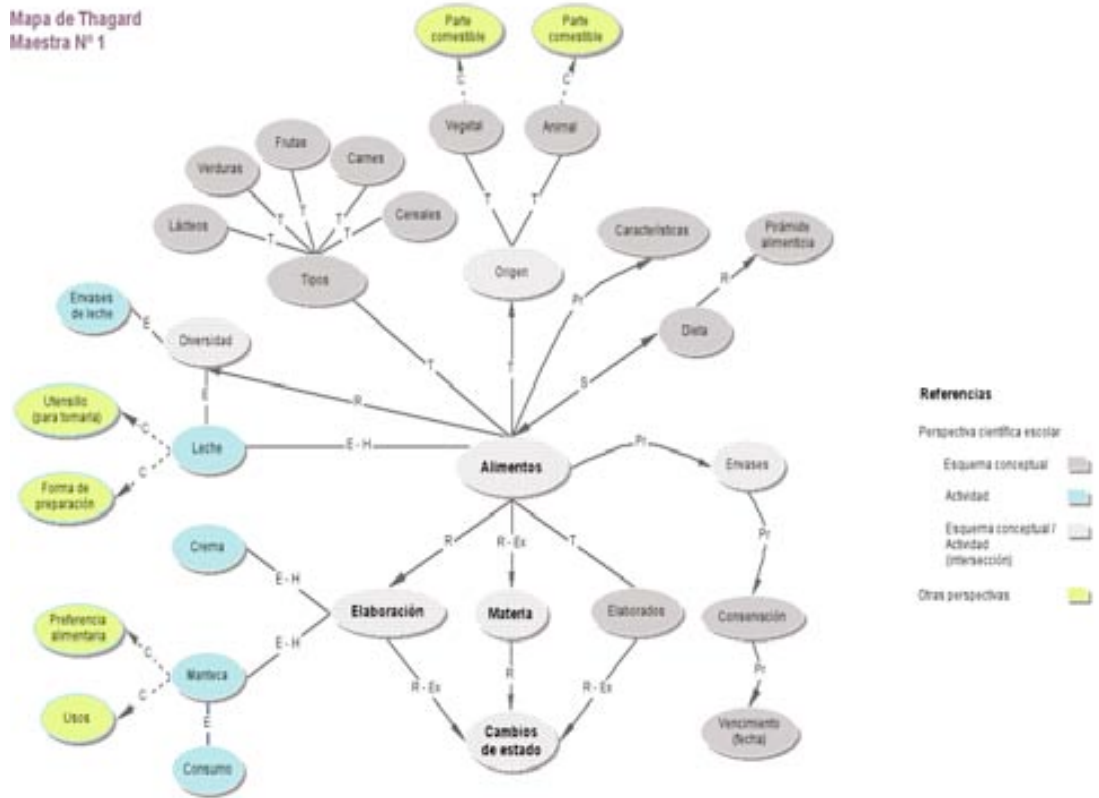 Mapa de Thagard
Maestra Nº 1
Parte
comestible
Parte
comestible
C
C
Vegetal
Animal
Frutas
Verduras
Carnes
Lácteos
Cereales
T
T
T
T
T
T
T
Características
Pirámide
alimenticia
Tipos
Origen
Pr
R
Dieta
Envases
de leche
E
Diversidad
T
T
S
R
E
Utensilio
(para tomarla)
C
Leche
E - H
Alimentos
Pr
Envases
C
Forma de
preparación
Pr
Crema
E - H
R
R - Ex
T
Elaboración
Materia
Elaborados
Conservación
Preferencia
alimentaria
C
Manteca
E - H
C
Usos
R - Ex
R
R - Ex
Pr
E
Cambios
de estado
Vencimiento
(fecha)
Consumo
Referencias
Perspectiva científica escolar
Esquema conceptual
Actividad
Esquema conceptual /
Actividad
(intersección)
Otras perspectivas